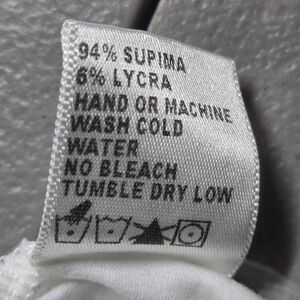 94% SUPIMA
6% LYCRA
HAND OR MACHINE
WASH COLD
WATER
NO BLEACH
TUMBLE DRY LOW